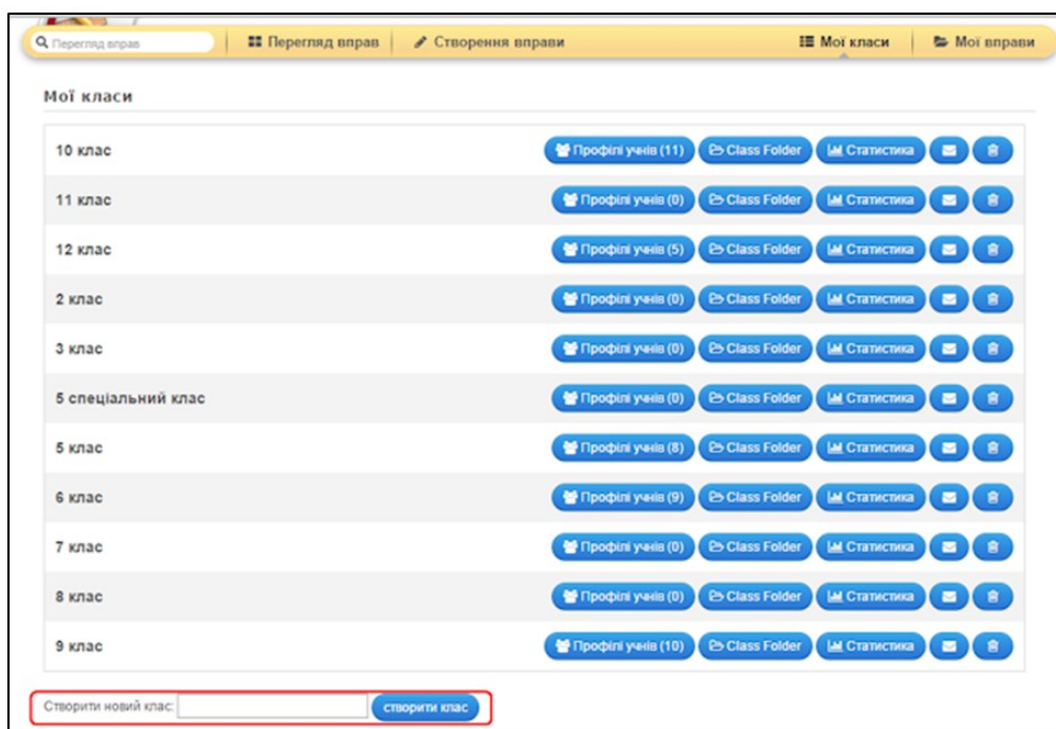 Перегляд вправ Перегляд вправ Створення вправи Мої класи Мої вправи
Мої класи
10 клас Профілі учнів (11) Class Folder Статистика
11 клас Профілі учнів (0) Class Folder Статистика
12 клас Профілі учнів (5) Class Folder Статистика
2 клас Профілі учнів (0) Class Folder Статистика
3 клас Профілі учнів (0) Class Folder Статистика
5 спеціальний клас Профілі учнів (0) Class Folder Статистика
5 клас Профілі учнів (8) Class Folder Статистика
6 клас Профілі учнів (9) Class Folder Статистика
7 клас Профілі учнів (0) Class Folder Статистика
8 клас Профілі учнів (0) Class Folder Статистика
9 клас Профілі учнів (10) Class Folder Статистика
Створити новий клас: створити клас